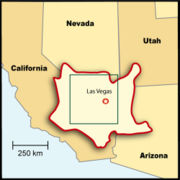 Nevada
Utah
California
Las Vegas
250 km
Arizona